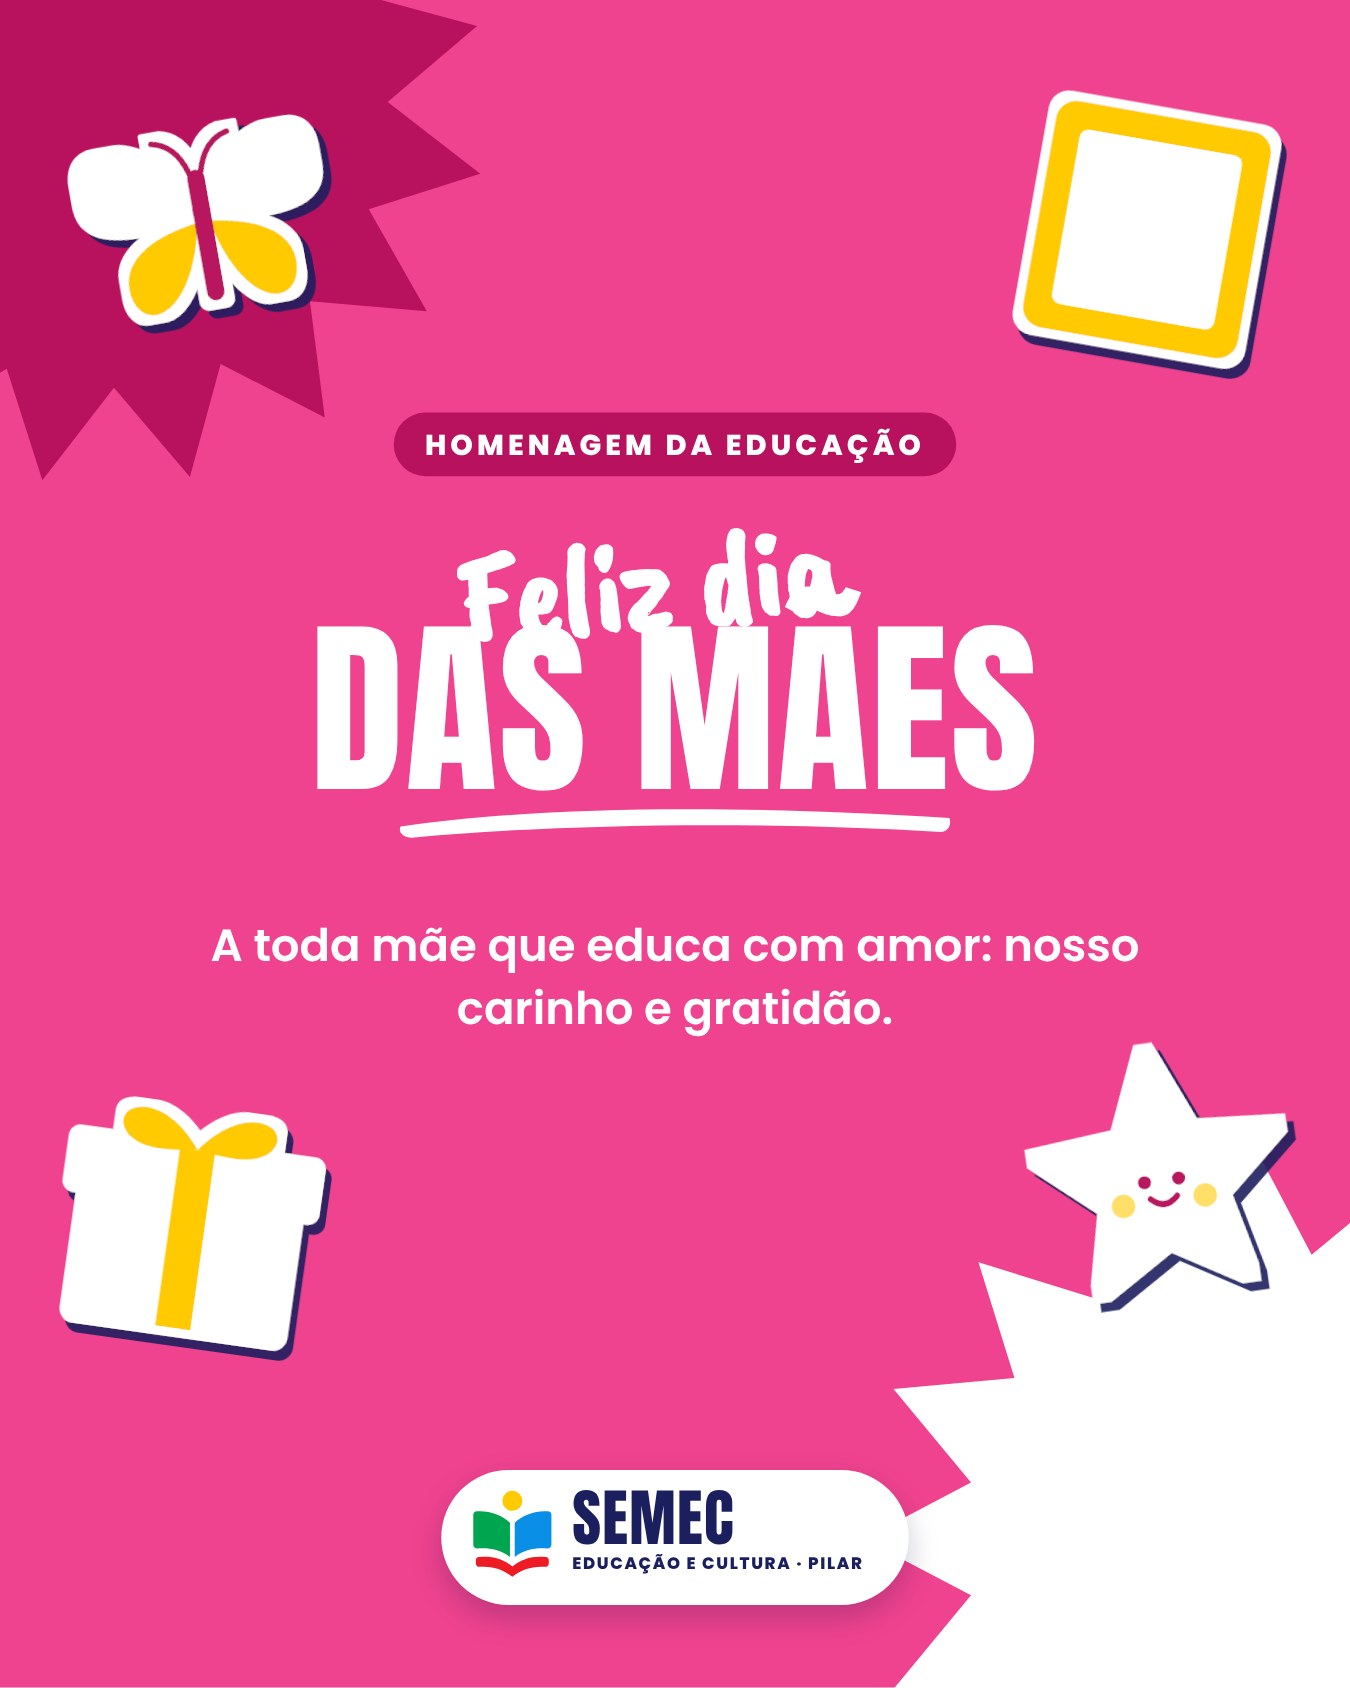 HOMENAGEM DA EDUCAÇÃO
Feliz dia
DAS MÃES
A toda mãe que educa com amor: nosso
carinho e gratidão.
SEMEC
EDUCAÇÃO E CULTURA · PILAR